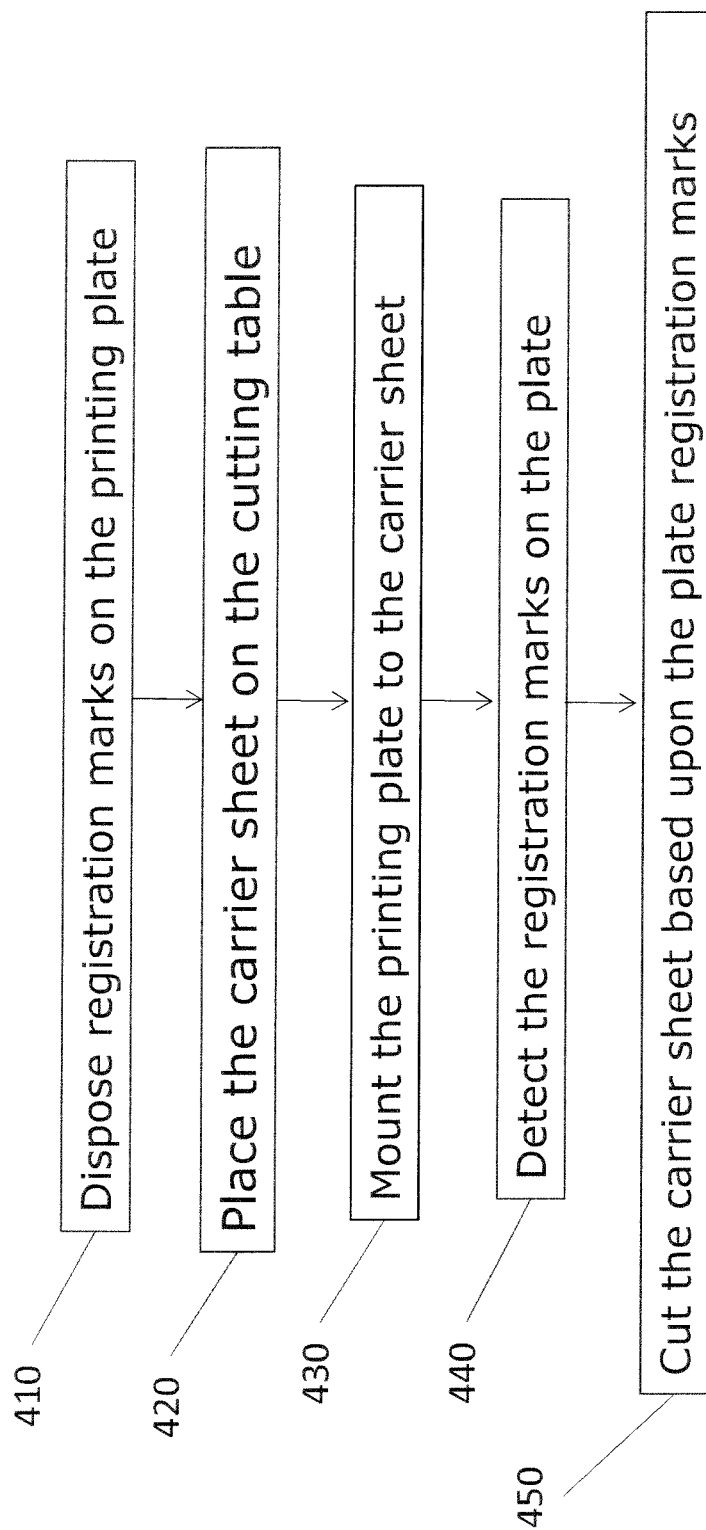 410
Dispose registration marks on the printing plate
420
Place the carrier sheet on the cutting table
430
Mount the printing plate to the carrier sheet
440
Detect the registration marks on the plate
450
Cut the carrier sheet based upon the plate registration marks